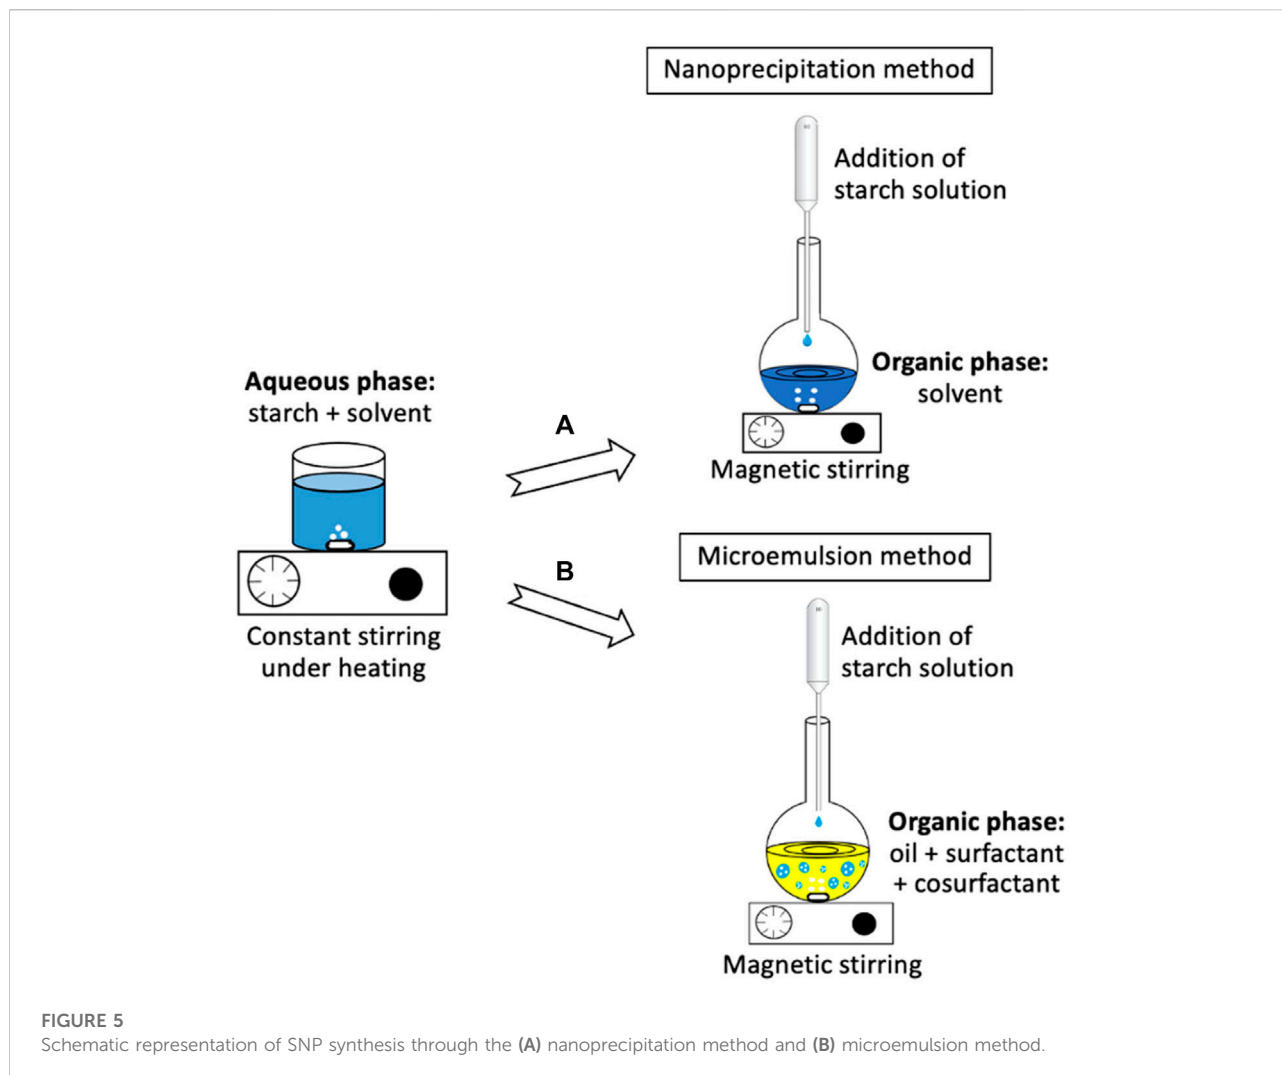 Nanoprecipitation method
Addition of
starch solution
Organic phase:
solvent
Magnetic stirring
Aqueous phase:
starch + solvent
Constant stirring
under heating
A
B
Microemulsion method
Addition of
starch solution
Organic phase:
oil + surfactant
+ cosurfactant
Magnetic stirring
FIGURE 5
Schematic representation of SNP synthesis through the (A) nanoprecipitation method and (B) microemulsion method.